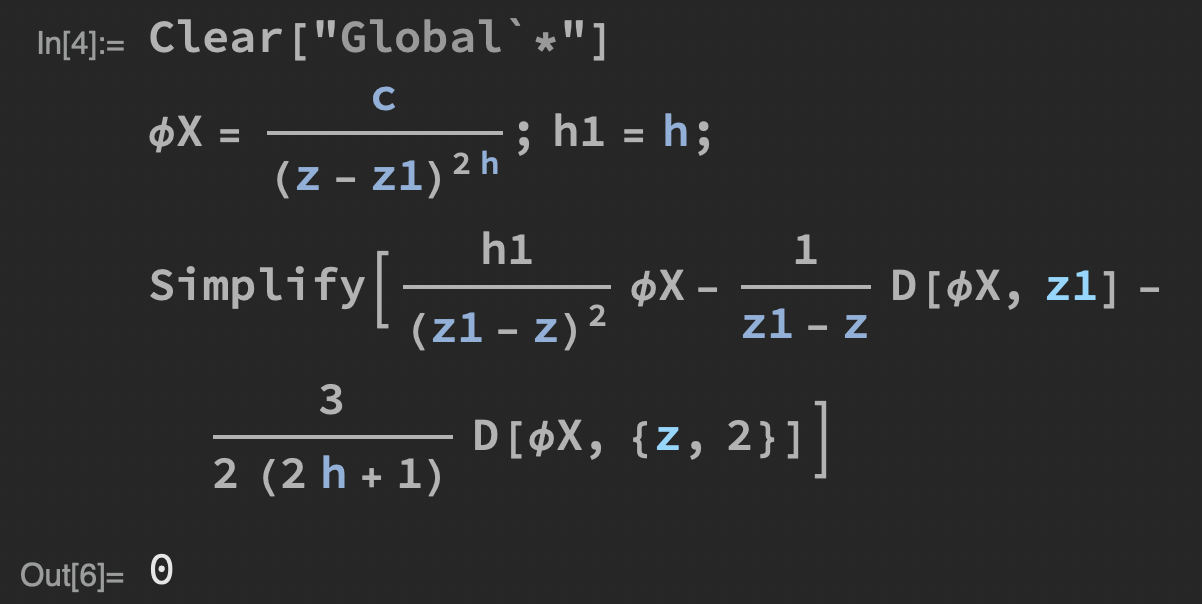 In[4]:= Clear["Global`*"]
ϕX = c/(z - z1)^(2 h); h1 = h;
Simplify[h1/(z1 - z)^2 ϕX - 1/(z1 - z) D[ϕX, z1] -
3/(2 (2 h + 1)) D[ϕX, {z, 2}]]
Out[6]= 0